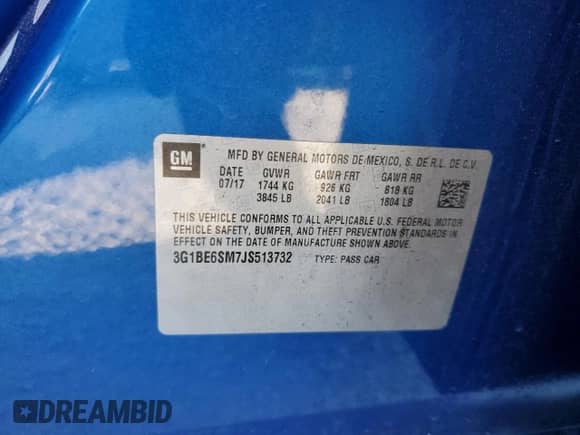 GM
MFD BY GENERAL MOTORS DE MEXICO, S. DE R.L. DE C.V.
DATE GVWR GAWR FRT GAWR RR
07/17 1744 KG 926 KG 818 KG
3845 LB 2041 LB 1804 LB
THIS VEHICLE CONFORMS TO ALL APPLICABLE U.S. FEDERAL MOTOR
VEHICLE SAFETY, BUMPER, AND THEFT PREVENTION STANDARDS IN
EFFECT ON THE DATE OF MANUFACTURE SHOWN ABOVE.
3G1BE6SM7JS513732 TYPE: PASS CAR
DREAMBID